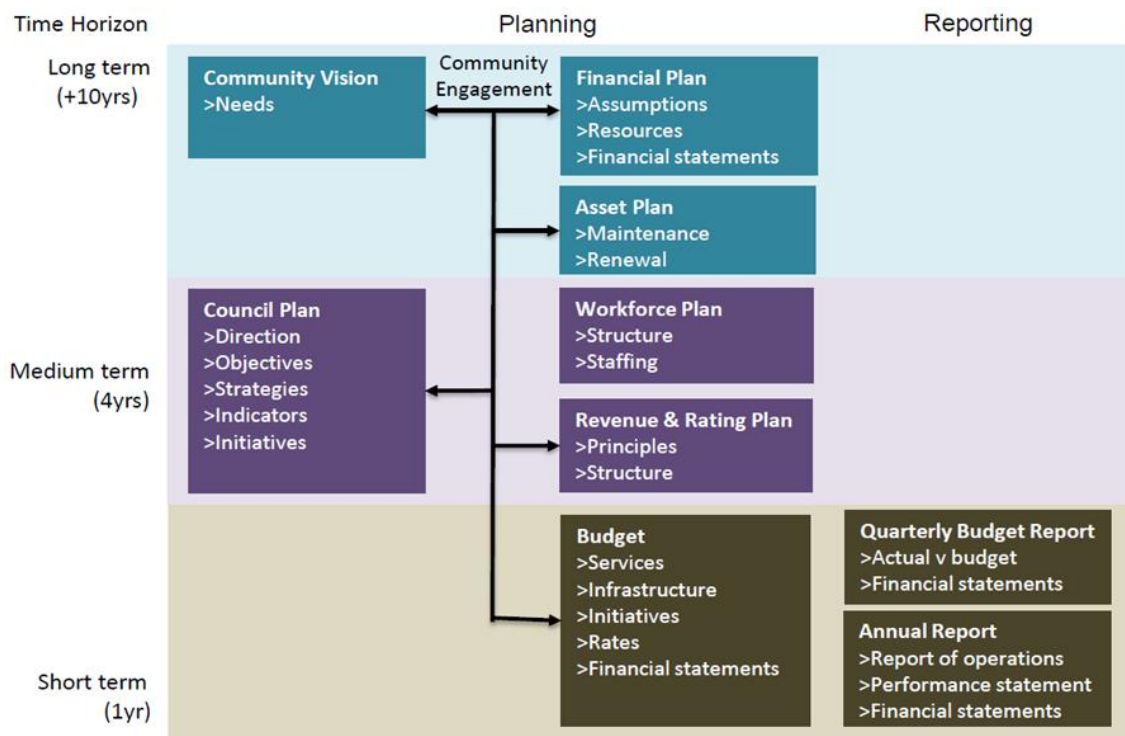 Time Horizon
Planning
Reporting
Long term
(+10yrs)
Community Vision
>Needs
Community
Engagement
Financial Plan
>Assumptions
>Resources
>Financial statements
Asset Plan
>Maintenance
>Renewal
Medium term
(4yrs)
Council Plan
>Direction
>Objectives
>Strategies
>Indicators
>Initiatives
Workforce Plan
>Structure
>Staffing
Revenue & Rating Plan
>Principles
>Structure
Short term
(1yr)
Budget
>Services
>Infrastructure
>Initiatives
>Rates
>Financial statements
Quarterly Budget Report
>Actual v budget
>Financial statements
Annual Report
>Report of operations
>Performance statement
>Financial statements